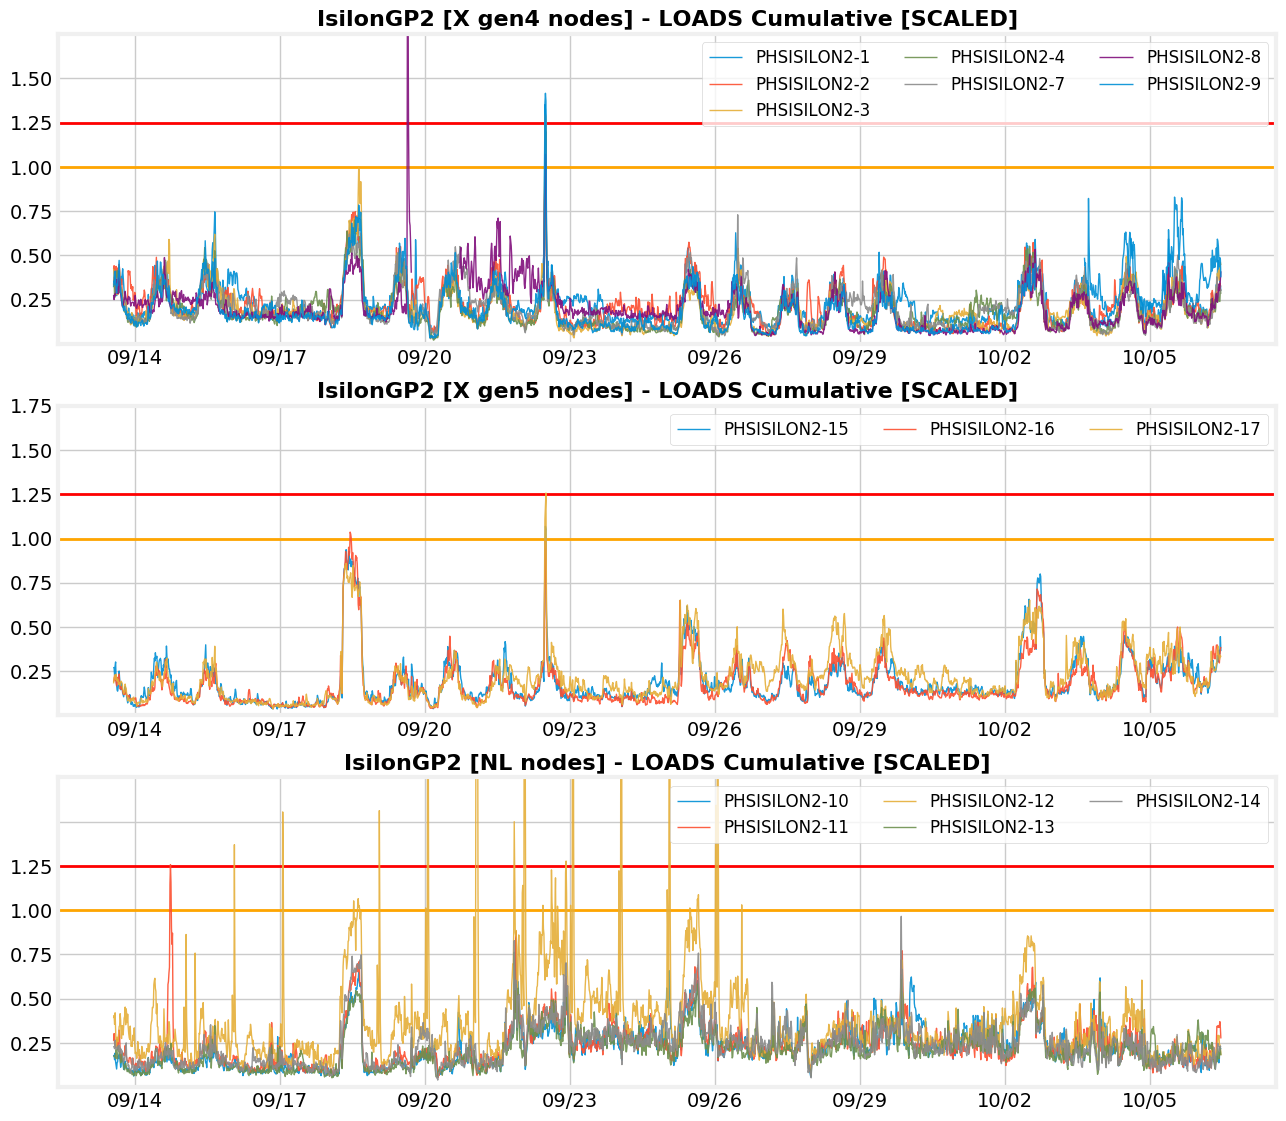 IsilonGP2 [X gen4 nodes] - LOADS Cumulative [SCALED]
PHSISILON2-1 PHSISILON2-4 PHSISILON2-8
PHSISILON2-2 PHSISILON2-7 PHSISILON2-9
PHSISILON2-3
1.50
1.25
1.00
0.75
0.50
0.25
09/14 09/17 09/20 09/23 09/26 09/29 10/02 10/05
IsilonGP2 [X gen5 nodes] - LOADS Cumulative [SCALED]
PHSISILON2-15 PHSISILON2-16 PHSISILON2-17
1.75
1.50
1.25
1.00
0.75
0.50
0.25
09/14 09/17 09/20 09/23 09/26 09/29 10/02 10/05
IsilonGP2 [NL nodes] - LOADS Cumulative [SCALED]
PHSISILON2-10 PHSISILON2-12 PHSISILON2-14
PHSISILON2-11 PHSISILON2-13
1.25
1.00
0.75
0.50
0.25
09/14 09/17 09/20 09/23 09/26 09/29 10/02 10/05